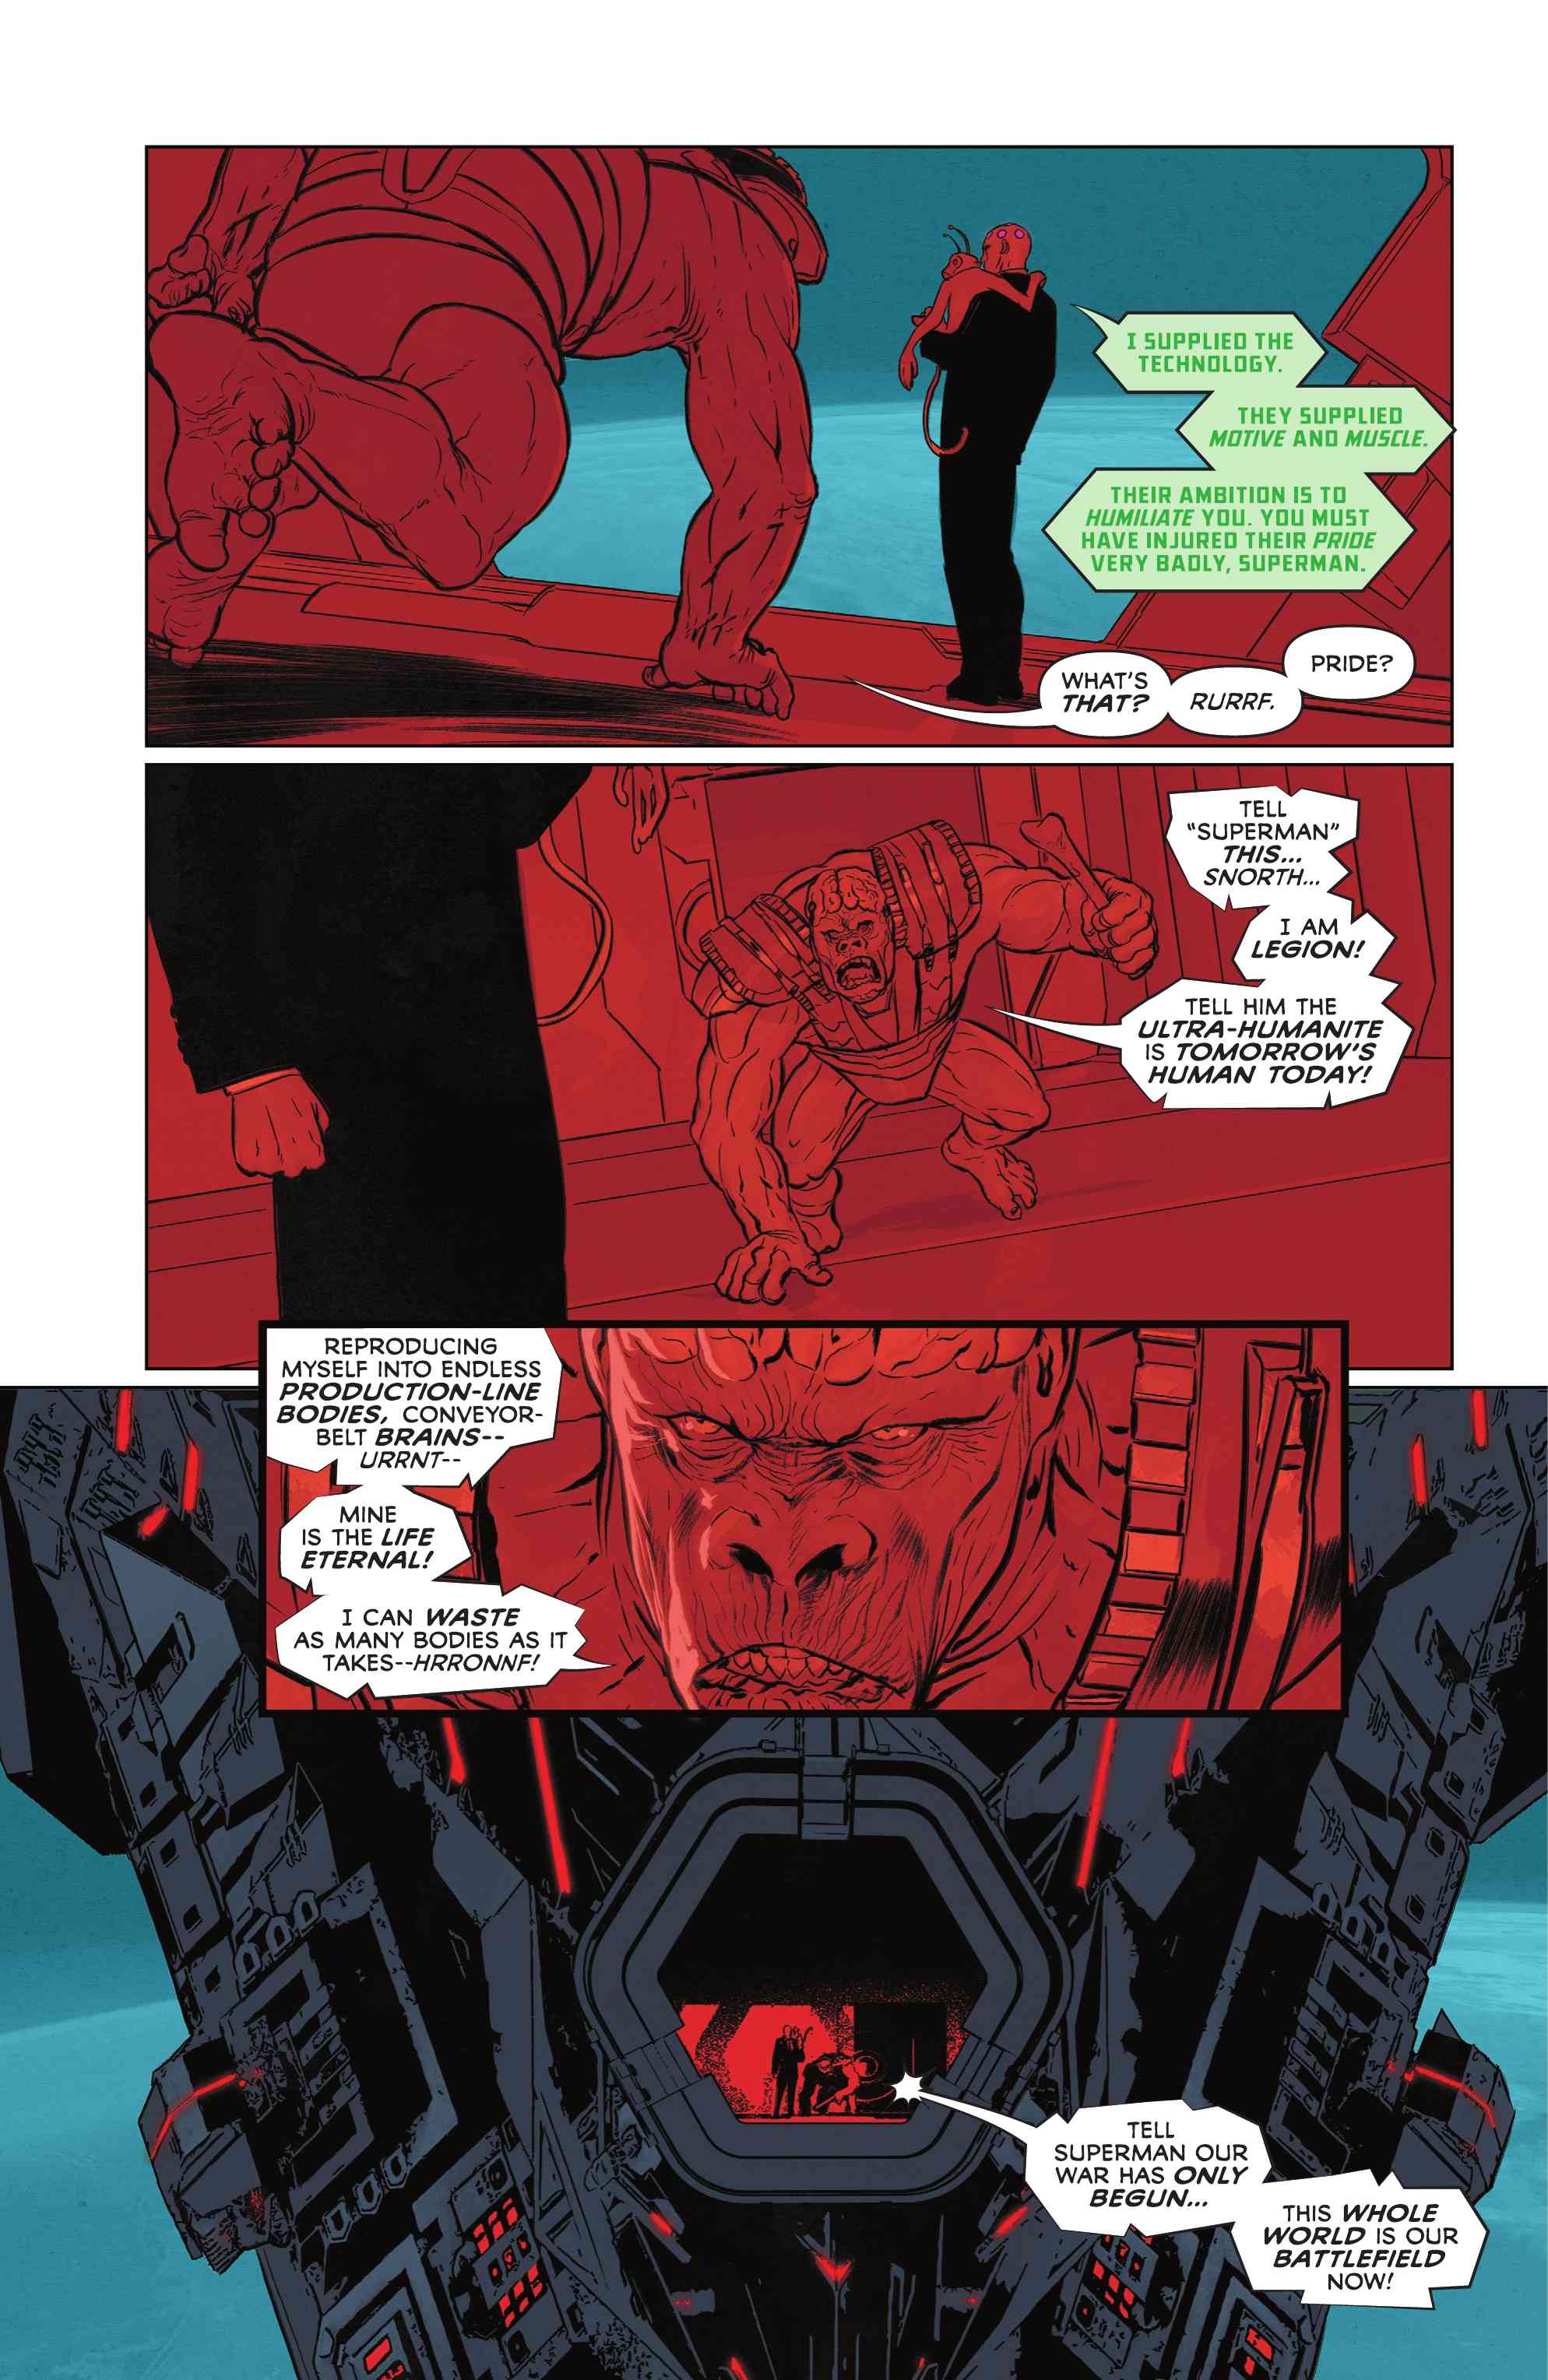 I SUPPLIED THE
TECHNOLOGY.
THEY SUPPLIED
MOTIVE AND MUSCLE.
THEIR AMBITION IS TO
HUMILIATE YOU. YOU MUST
HAVE INJURED THEIR PRIDE
VERY BADLY, SUPERMAN.
WHAT'S
THAT?
RURRF.
PRIDE?
TELL
“SUPERMAN”
THIS...
SNORTH...
I AM
LEGION!
TELL HIM THE
ULTRA-HUMANITE
IS TOMORROW'S
HUMAN TODAY!
REPRODUCING
MYSELF INTO ENDLESS
PRODUCTION-LINE
BODIES, CONVEYOR-
BELT BRAINS--
URRNT--
MINE
IS THE LIFE
ETERNAL!
I CAN WASTE
AS MANY BODIES AS IT
TAKES--HRRONNF!
TELL
SUPERMAN OUR
WAR HAS ONLY
BEGUN...
THIS WHOLE
WORLD IS OUR
BATTLEFIELD
NOW!